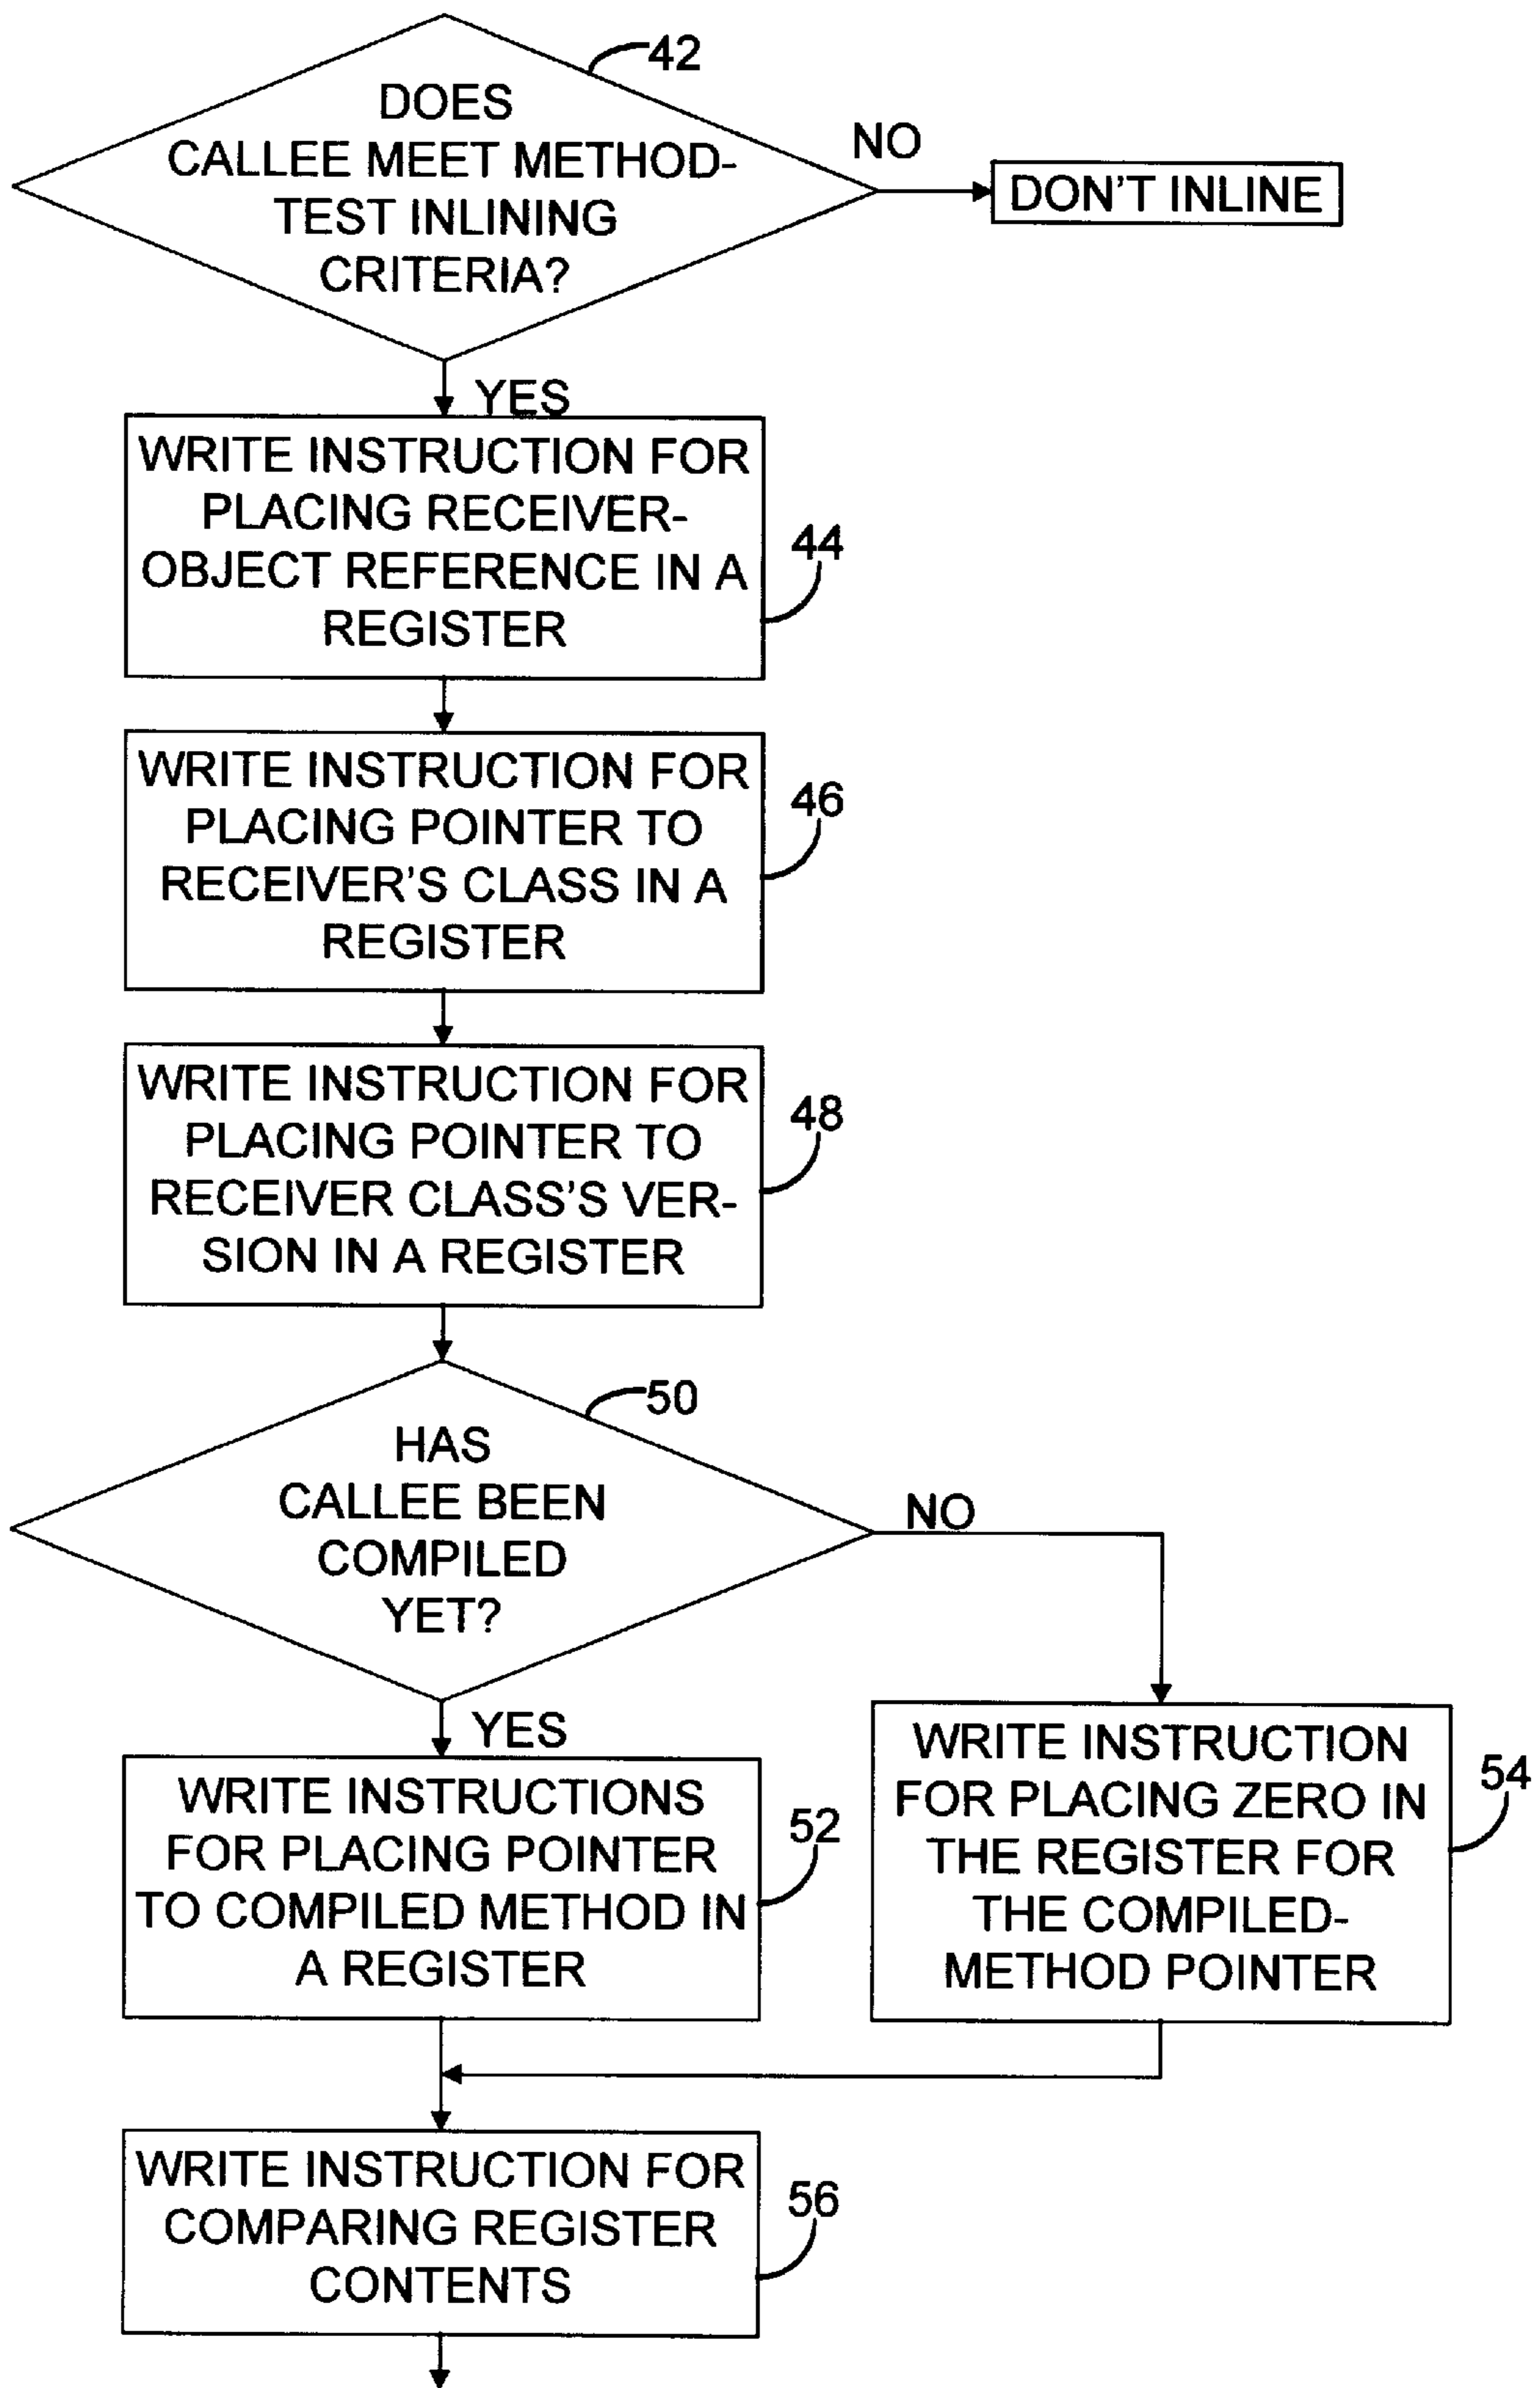 42
DOES
CALLEE MEET METHOD-
TEST INLINING
CRITERIA?
NO
DON'T INLINE
YES
WRITE INSTRUCTION FOR
PLACING RECEIVER-
OBJECT REFERENCE IN A
REGISTER
44
WRITE INSTRUCTION FOR
PLACING POINTER TO
RECEIVER'S CLASS IN A
REGISTER
46
WRITE INSTRUCTION FOR
PLACING POINTER TO
RECEIVER CLASS'S VER-
SION IN A REGISTER
48
50
HAS
CALLEE BEEN
COMPILED
YET?
NO
YES
WRITE INSTRUCTIONS
FOR PLACING POINTER
TO COMPILED METHOD IN
A REGISTER
52
WRITE INSTRUCTION
FOR PLACING ZERO IN
THE REGISTER FOR
THE COMPILED-
METHOD POINTER
54
WRITE INSTRUCTION FOR
COMPARING REGISTER
CONTENTS
56